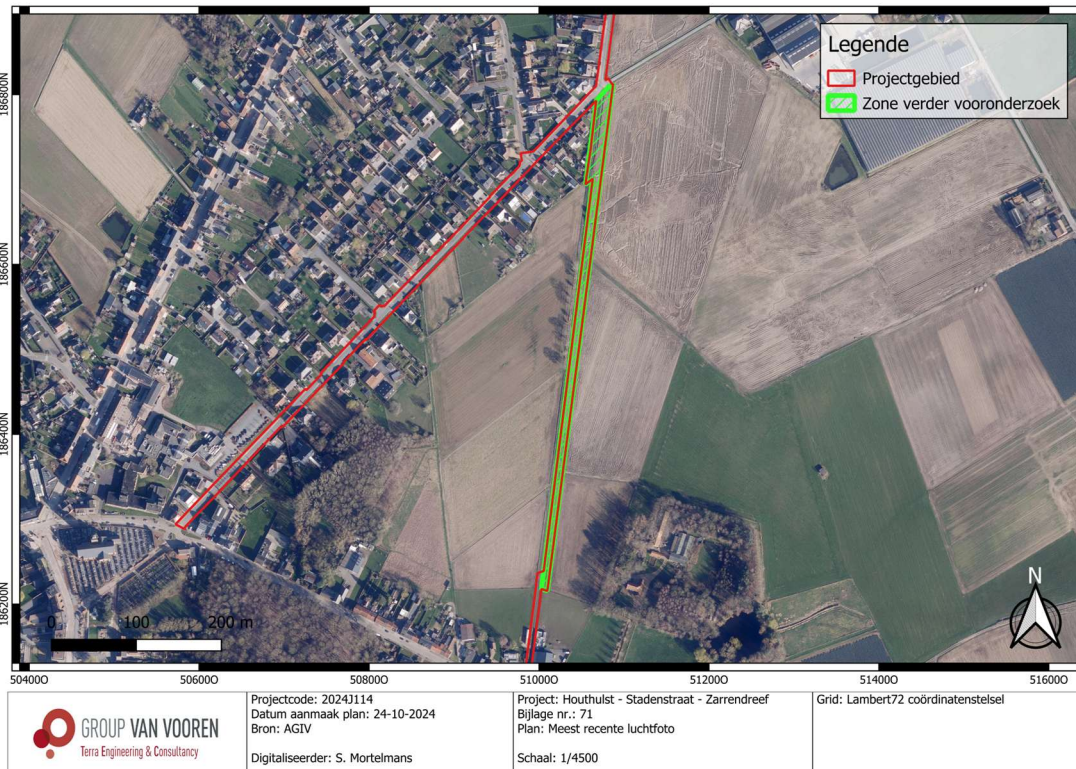 Legende
Projectgebied
Zone verder vooronderzoek
186800N
186600N
186400N
186200N
0 100 200 m
N
504000 506000 508000 510000 512000 514000 516000
GROUP VAN VOOREN
Terra Engineering & Consultancy
Projectcode: 2024J114
Datum aanmaak plan: 24-10-2024
Bron: AGIV
Digitaliseerder: S. Mortelmans
Project: Houthulst - Stadenstraat - Zarrendreef
Bijlage nr.: 71
Plan: Meest recente luchtfoto
Schaal: 1/4500
Grid: Lambert72 coördinatenstelsel